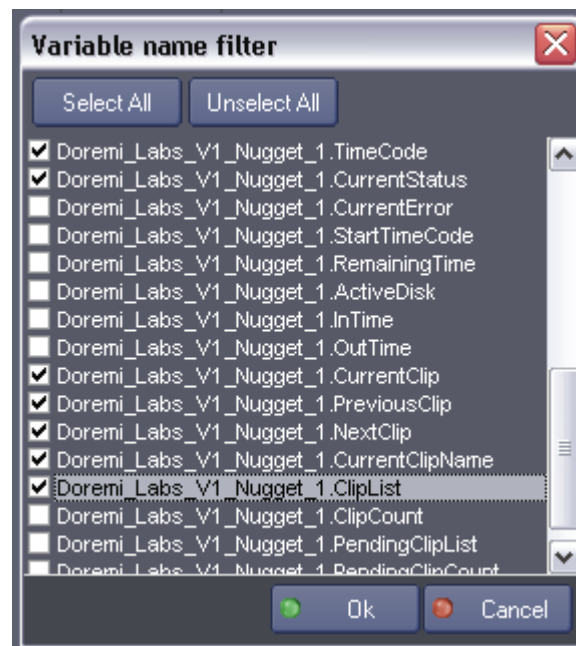 Variable name filter
Select All Unselect All
Doremi_Labs_V1_Nugget_1.TimeCode
Doremi_Labs_V1_Nugget_1.CurrentStatus
Doremi_Labs_V1_Nugget_1.CurrentError
Doremi_Labs_V1_Nugget_1.StartTimeCode
Doremi_Labs_V1_Nugget_1.RemainingTime
Doremi_Labs_V1_Nugget_1.ActiveDisk
Doremi_Labs_V1_Nugget_1.InTime
Doremi_Labs_V1_Nugget_1.OutTime
Doremi_Labs_V1_Nugget_1.CurrentClip
Doremi_Labs_V1_Nugget_1.PreviousClip
Doremi_Labs_V1_Nugget_1.NextClip
Doremi_Labs_V1_Nugget_1.CurrentClipName
Doremi_Labs_V1_Nugget_1.ClipList
Doremi_Labs_V1_Nugget_1.ClipCount
Doremi_Labs_V1_Nugget_1.PendingClipList
Doremi_Labs_V1_Nugget_1.PendingClipCount
Ok Cancel